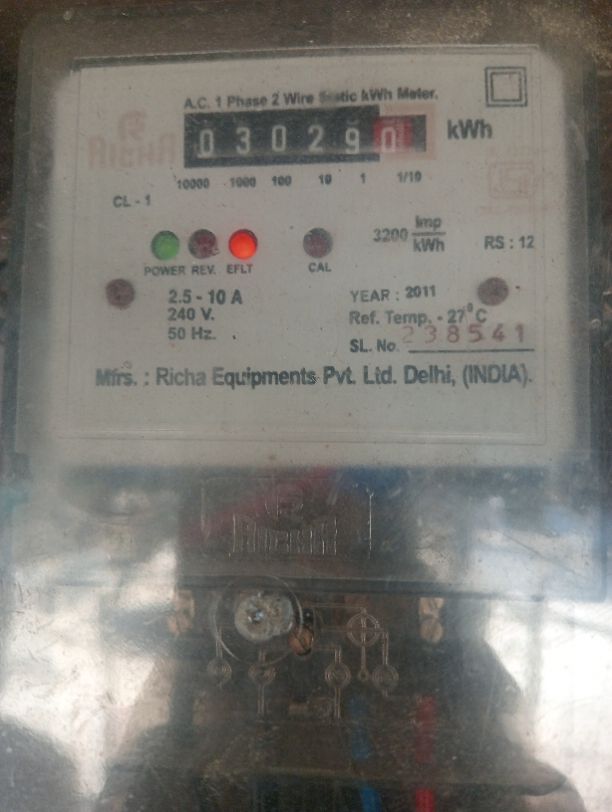 A.C. 1 Phase 2 Wire Static kWh Meter.
RICHA
030290 kWh
10000 1000 100 10 1 1/10
CL - 1
3200 Imp/kWh
RS : 12
POWER REV. EFLT CAL
2.5 - 10 A
240 V.
50 Hz.
YEAR : 2011
Ref. Temp. - 27°C
SL. No. 238541
Mfrs. : Richa Equipments Pvt. Ltd. Delhi, (INDIA).
RICHA